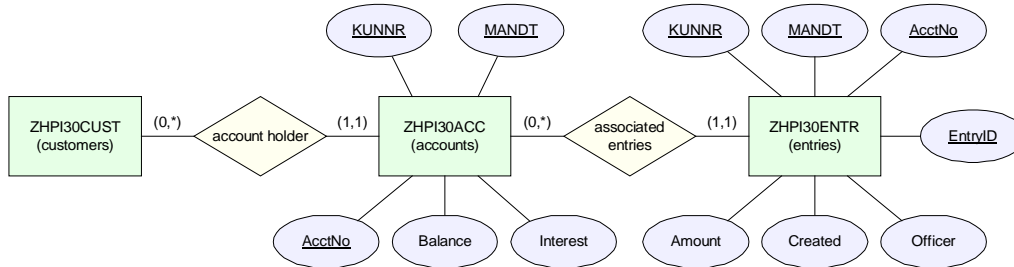 KUNNR
MANDT
KUNNR
MANDT
AcctNo
ZHPI30CUST
(customers)
(0,*)
account holder
(1,1)
ZHPI30ACC
(accounts)
(0,*)
associated
entries
(1,1)
ZHPI30ENTR
(entries)
EntryID
AcctNo
Balance
Interest
Amount
Created
Officer